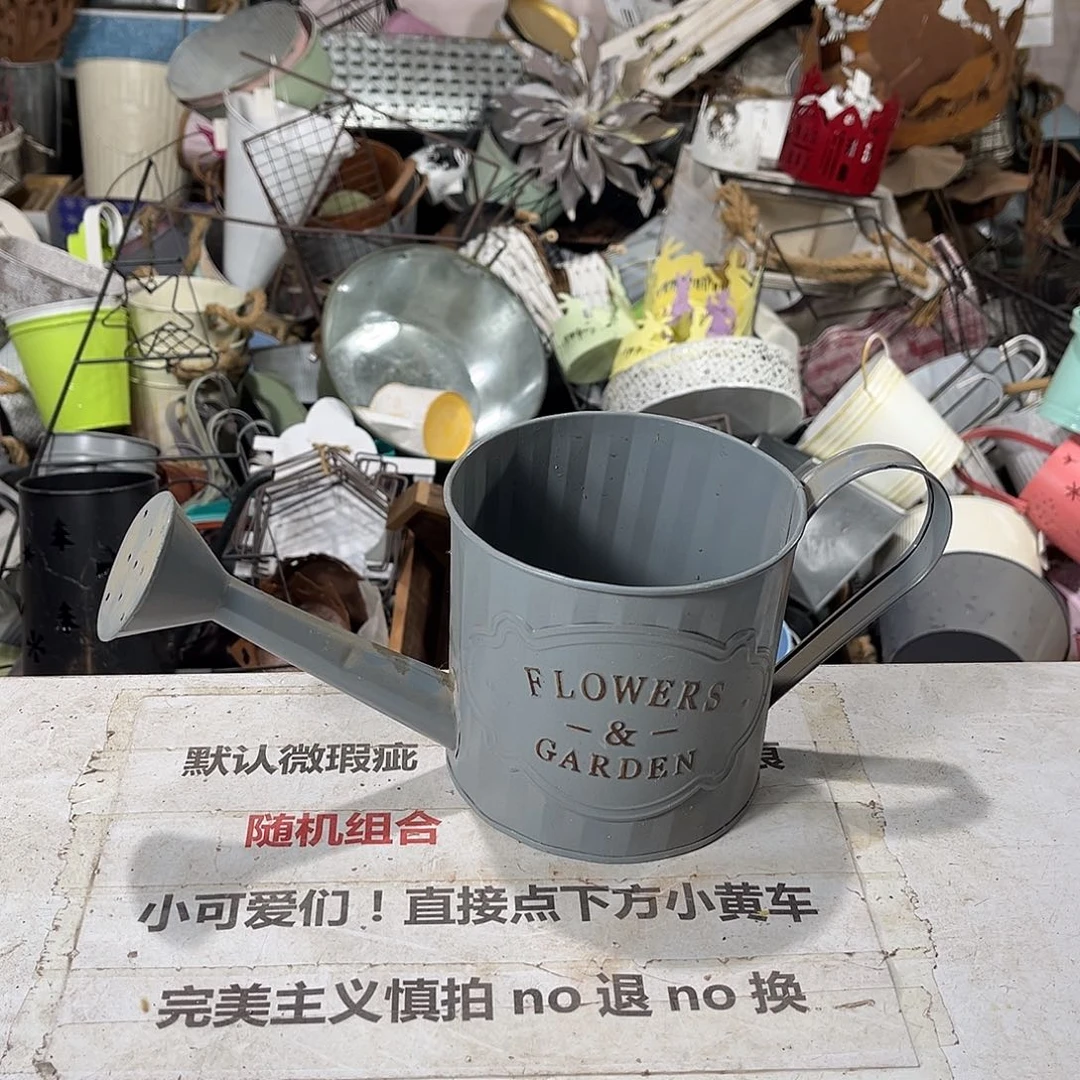 FLOWERS
&
GARDEN
默认微瑕疵
随机组合
小可爱们！直接点下方小黄车
完美主义慎拍 no 退 no 换